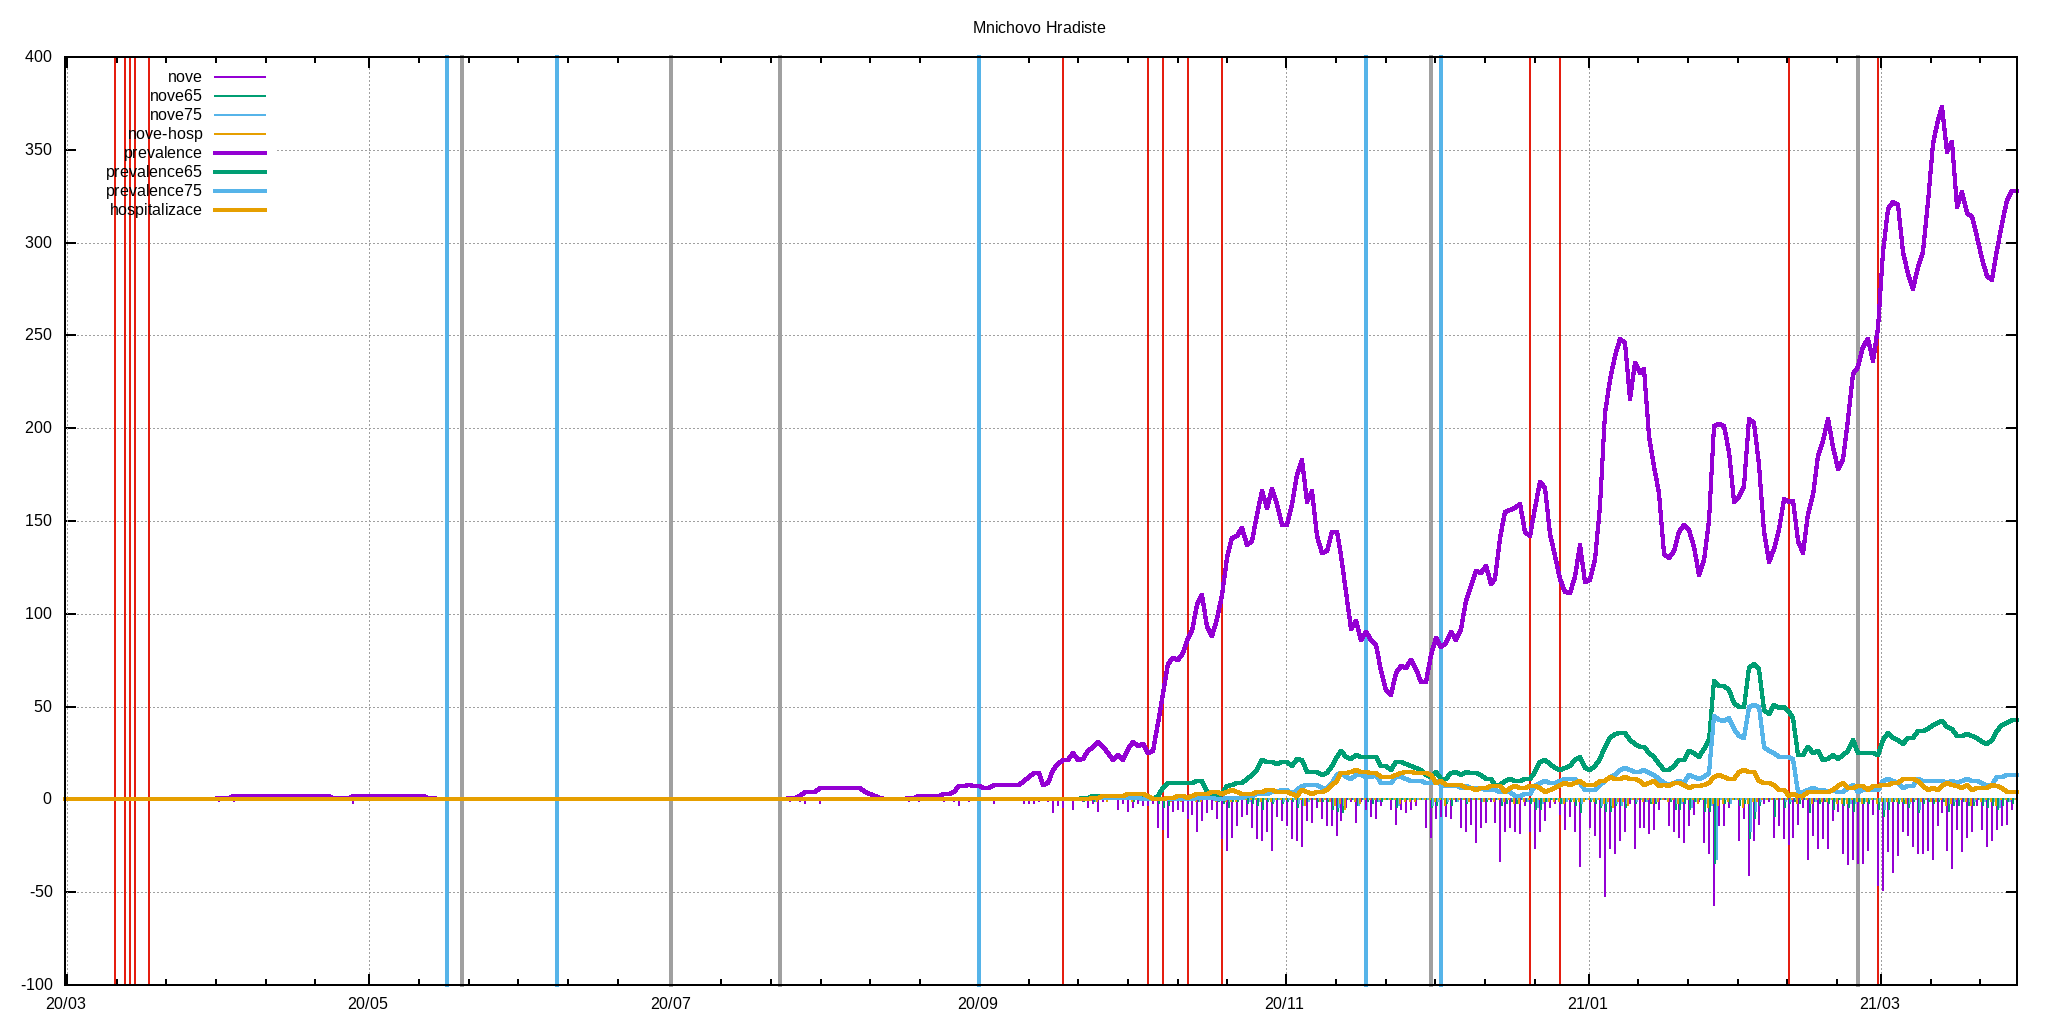 Mnichovo Hradiste
400
350
300
250
200
150
100
50
0
-50
-100
nove
nove65
nove75
nove-hosp
prevalence
prevalence65
prevalence75
hospitalizace
20/03
20/05
20/07
20/09
20/11
21/01
21/03